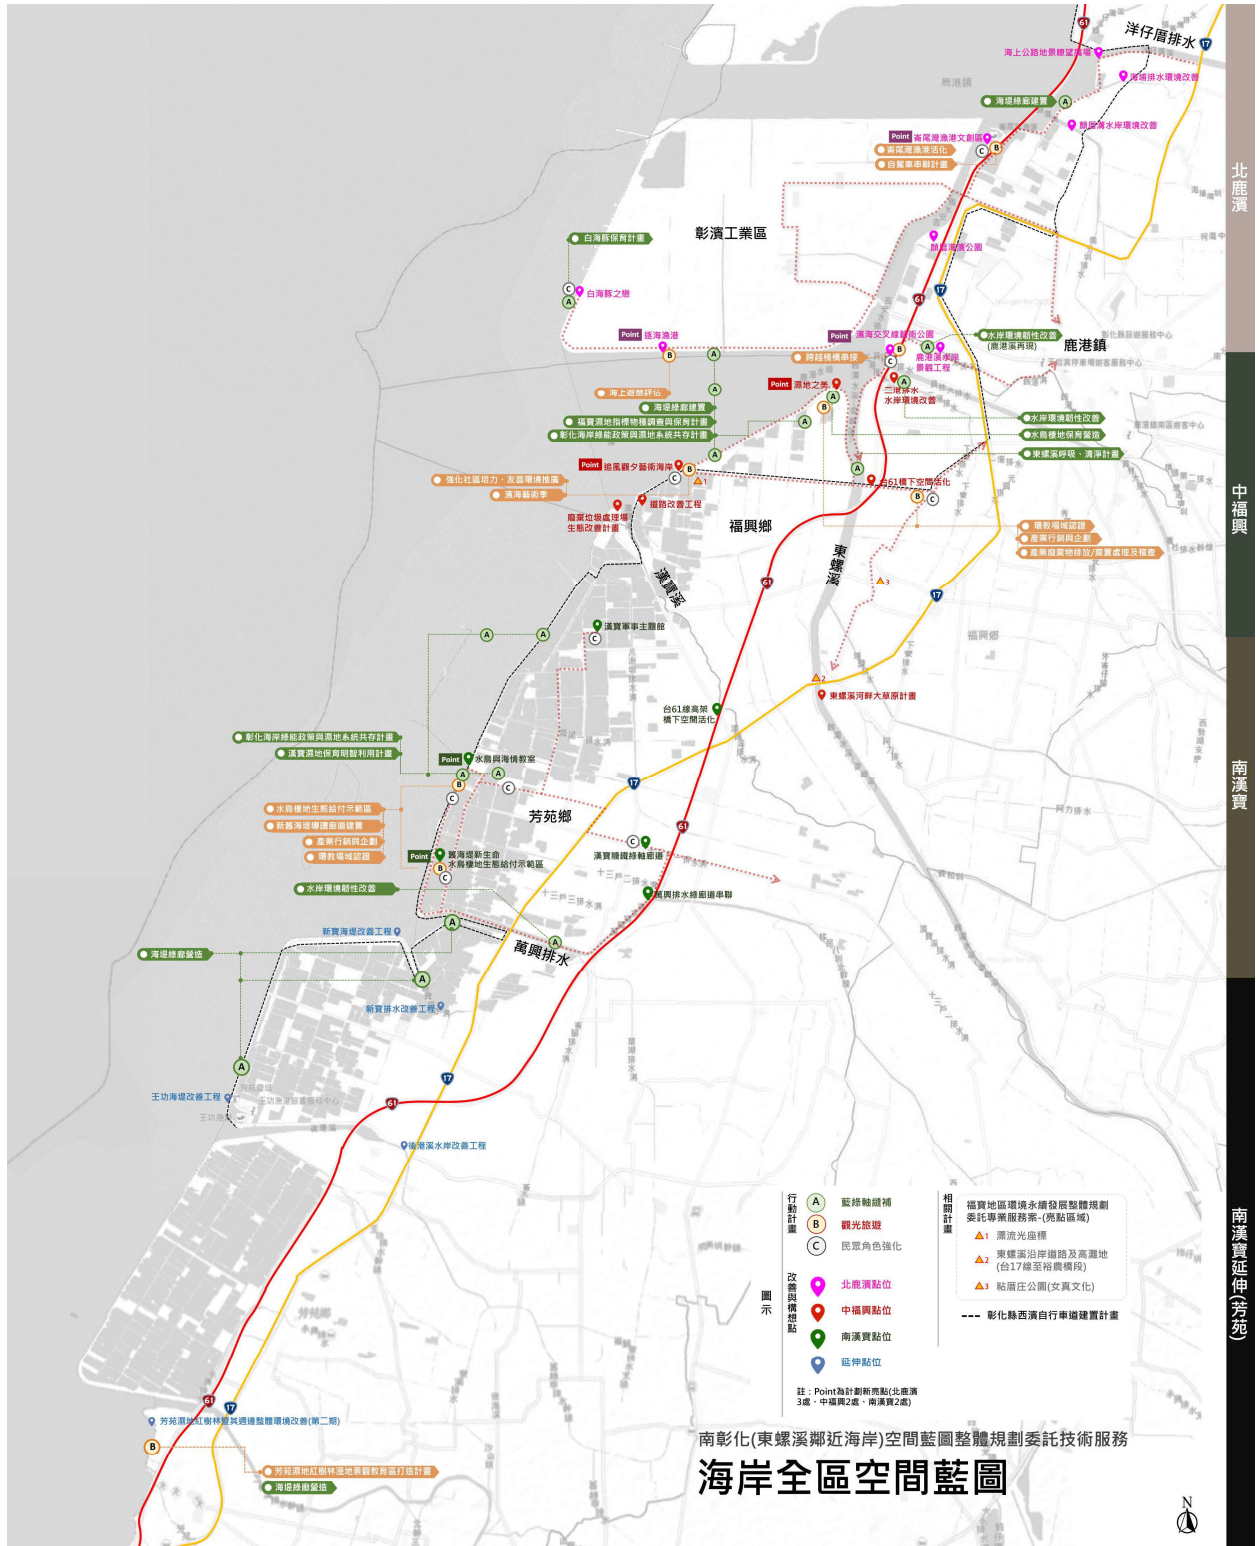 洋仔厝排水
海上公路地景瞭望廣場
海埔排水環境改善
鹿港鎮
海堤綠廊建置
顏厝溝水岸環境改善
Point 崙尾灣漁港文創區
崙尾灣漁港活化
自駕車串聯計畫
北鹿濱
彰濱工業區
顏厝海濱公園
白海豚保育計畫
白海豚之戀
Point 逐海漁港
Point 濱海交叉線藝術公園
水岸環境韌性改善
(鹿港溪再現)
鹿港鎮
跨越橋構串接
鹿港溪水岸
景觀工程
Point 濕地之美
二港排水
水岸環境改善
海上遊憩評估
海堤綠廊建置
福寶濕地指標物種調查與保育計畫
彰化海岸綠能政策與濕地系統共存計畫
水岸環境韌性改善
水鳥棲地保育營造
東螺溪呼吸、清淨計畫
Point 追風觀夕藝術海岸
強化社區培力、友善環境推廣
濱海藝術季
台61橋下空間活化
道路改善工程
廢棄垃圾處理場
生態改善計畫
中福興
福興鄉
環教場域認證
產業行銷與企劃
產業廢棄物排放/棄置處理及稽查
東螺溪
漢寶溪
漢寶軍事主題館
福興鄉
東螺溪河畔大草原計畫
台61線高架
橋下空間活化
彰化海岸綠能政策與濕地系統共存計畫
漢寶濕地保育明智利用計畫
Point 水鳥與海情教室
南漢寶
水鳥棲地生態給付示範區
新舊海堤導讀廊道建置
產業行銷與企劃
環教場域認證
芳苑鄉
Point 舊海堤新生命
水鳥棲地生態給付示範區
漢寶糖鐵綠軸廊道
水岸環境韌性改善
萬興排水綠廊道串聯
新寶海堤改善工程
萬興排水
海堤綠廊營造
新寶排水改善工程
王功海堤改善工程
後港溪水岸改善工程
南漢寶延伸(芳苑)
芳苑鄉
芳苑濕地紅樹林暨其週邊整體環境改善(第二期)
芳苑濕地紅樹林溼地景觀教育區打造計畫
海堤綠廊營造
圖示
行動計畫
A 藍綠軸縫補
B 觀光旅遊
C 民眾角色強化
改善與構想點
北鹿濱點位
中福興點位
南漢寶點位
延伸點位
相關計畫
福寶地區環境永續發展整體規劃
委託專業服務案-(亮點區域)
1 漂流光座標
2 東螺溪沿岸道路及高灘地
(台17線至裕農橋段)
3 粘厝庄公園(女真文化)
彰化縣西濱自行車道建置計畫
註：Point為計劃新亮點(北鹿濱
3處、中福興2處、南漢寶2處)
南彰化(東螺溪鄰近海岸)空間藍圖整體規劃委託技術服務
海岸全區空間藍圖
N